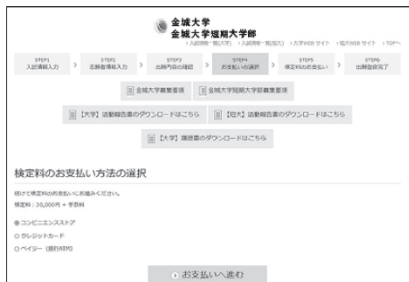 金城大学
金城大学短期大学部
› 入試情報一覧(大学) › 入試情報一覧(短大) › 大学WEB サイト › 短大WEB サイト › TOPへ
STEP1 STEP2 STEP3 STEP4 STEP5 STEP6
入試情報入力 › 志願者情報入力 › 出願内容の確認 › お支払いの選択 › 検定料のお支払い › 出願登録完了
金城大学募集要項 金城大学短期大学部募集要項
【大学】活動報告書のダウンロードはこちら 【短大】活動報告書のダウンロードはこちら
【大学】履歴書のダウンロードはこちら
検定料のお支払い方法の選択
続けて検定料のお支払いにお進みください。
検定料：30,000円 + 手数料
コンビニエンスストア
クレジットカード
ペイジー（銀行ATM）
お支払いへ進む